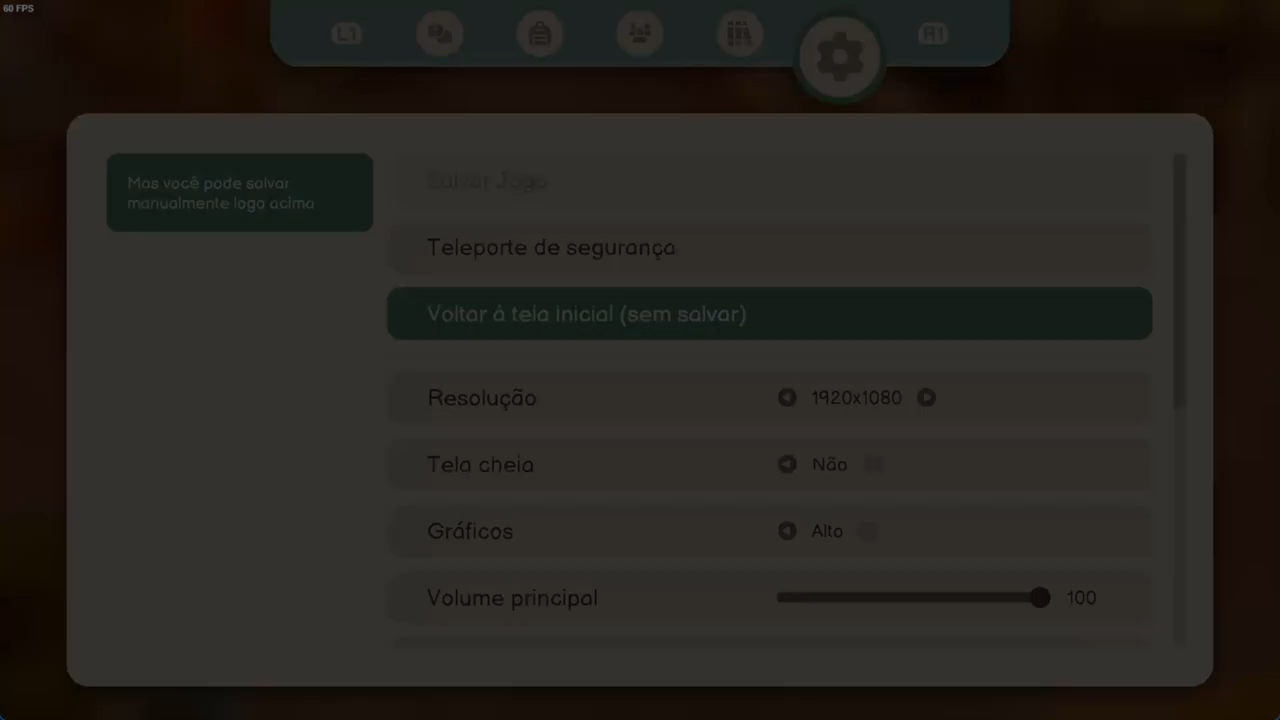 60 FPS
L1
R1
Mas você pode salvar
manualmente logo acima
Salvar Jogo
Teleporte de segurança
Voltar à tela inicial (sem salvar)
Resolução
1920x1080
Tela cheia
Não
Gráficos
Alto
Volume principal
100